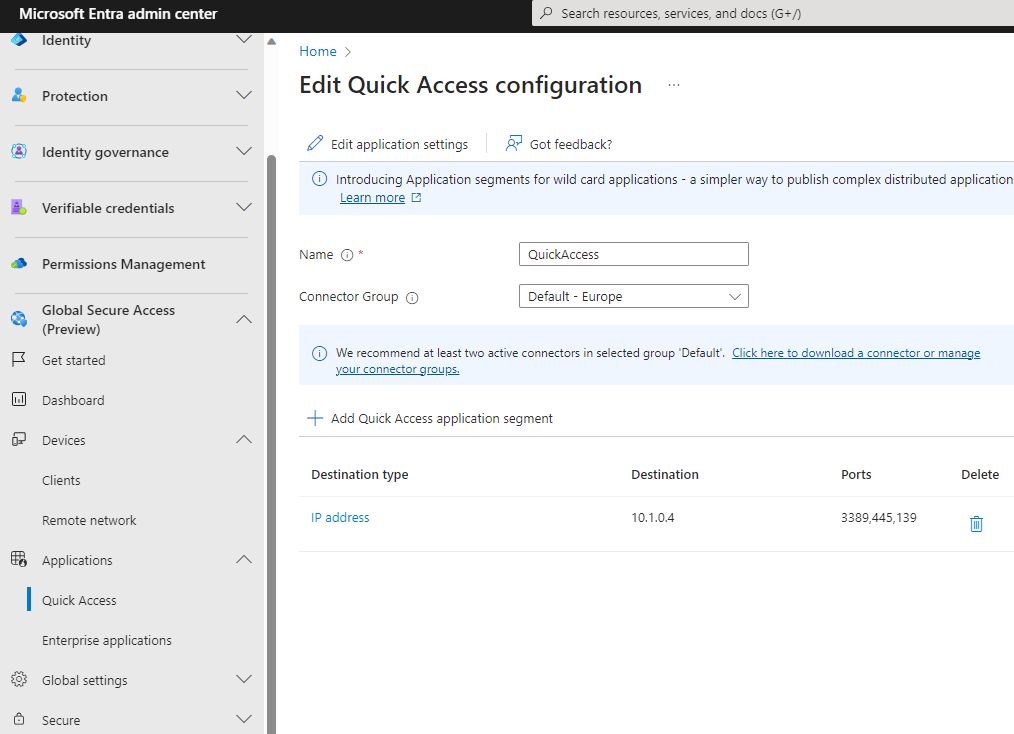 Microsoft Entra admin center
Search resources, services, and docs (G+/)
Identity
Protection
Identity governance
Verifiable credentials
Permissions Management
Global Secure Access
(Preview)
Get started
Dashboard
Devices
Clients
Remote network
Applications
Quick Access
Enterprise applications
Global settings
Secure
Home
Edit Quick Access configuration
...
Edit application settings
Got feedback?
Introducing Application segments for wild card applications - a simpler way to publish complex distributed application
Learn more
Name *
QuickAccess
Connector Group
Default - Europe
We recommend at least two active connectors in selected group 'Default'. Click here to download a connector or manage
your connector groups.
Add Quick Access application segment
Destination type Destination Ports Delete
IP address 10.1.0.4 3389,445,139